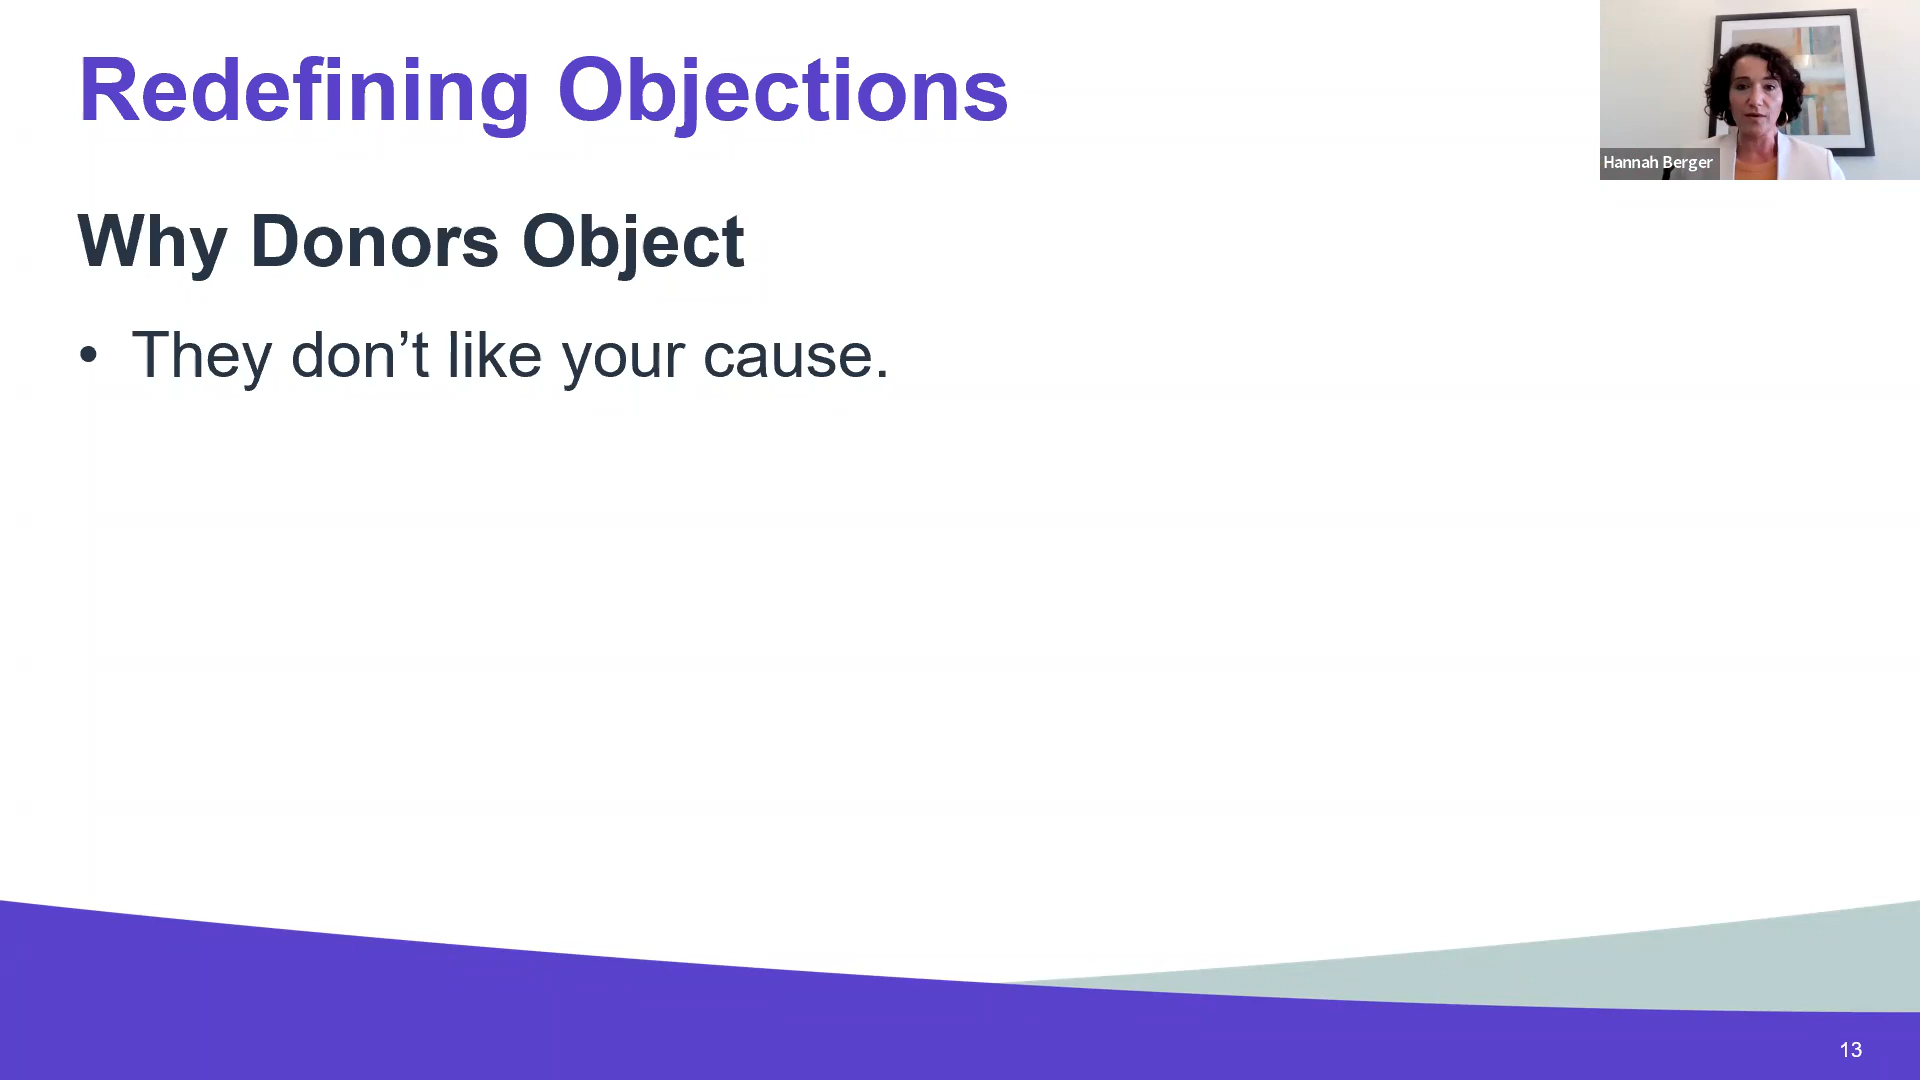 Redefining Objections
Hannah Berger
Why Donors Object
• They don’t like your cause.
13